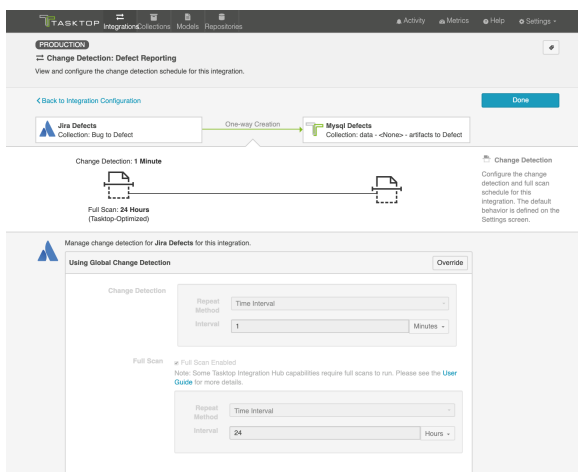 TASKTOP
Integrations
Collections
Models
Repositories
Activity
Metrics
Help
Settings
PRODUCTION
Change Detection: Defect Reporting
View and configure the change detection schedule for this integration.
Back to Integration Configuration
Done
Jira Defects
Collection: Bug to Defect
One-way Creation
Mysql Defects
Collection: data - <None> - artifacts to Defect
Change Detection: 1 Minute
Full Scan: 24 Hours
(Tasktop-Optimized)
Change Detection
Configure the change
detection and full scan
schedule for this
integration. The default
behavior is defined on the
Settings screen.
Manage change detection for Jira Defects for this integration.
Using Global Change Detection
Override
Change Detection
Repeat
Method
Time Interval
Interval
1
Minutes
Full Scan
Full Scan Enabled
Note: Some Tasktop Integration Hub capabilities require full scans to run. Please see the User
Guide for more details.
Repeat
Method
Time Interval
Interval
24
Hours